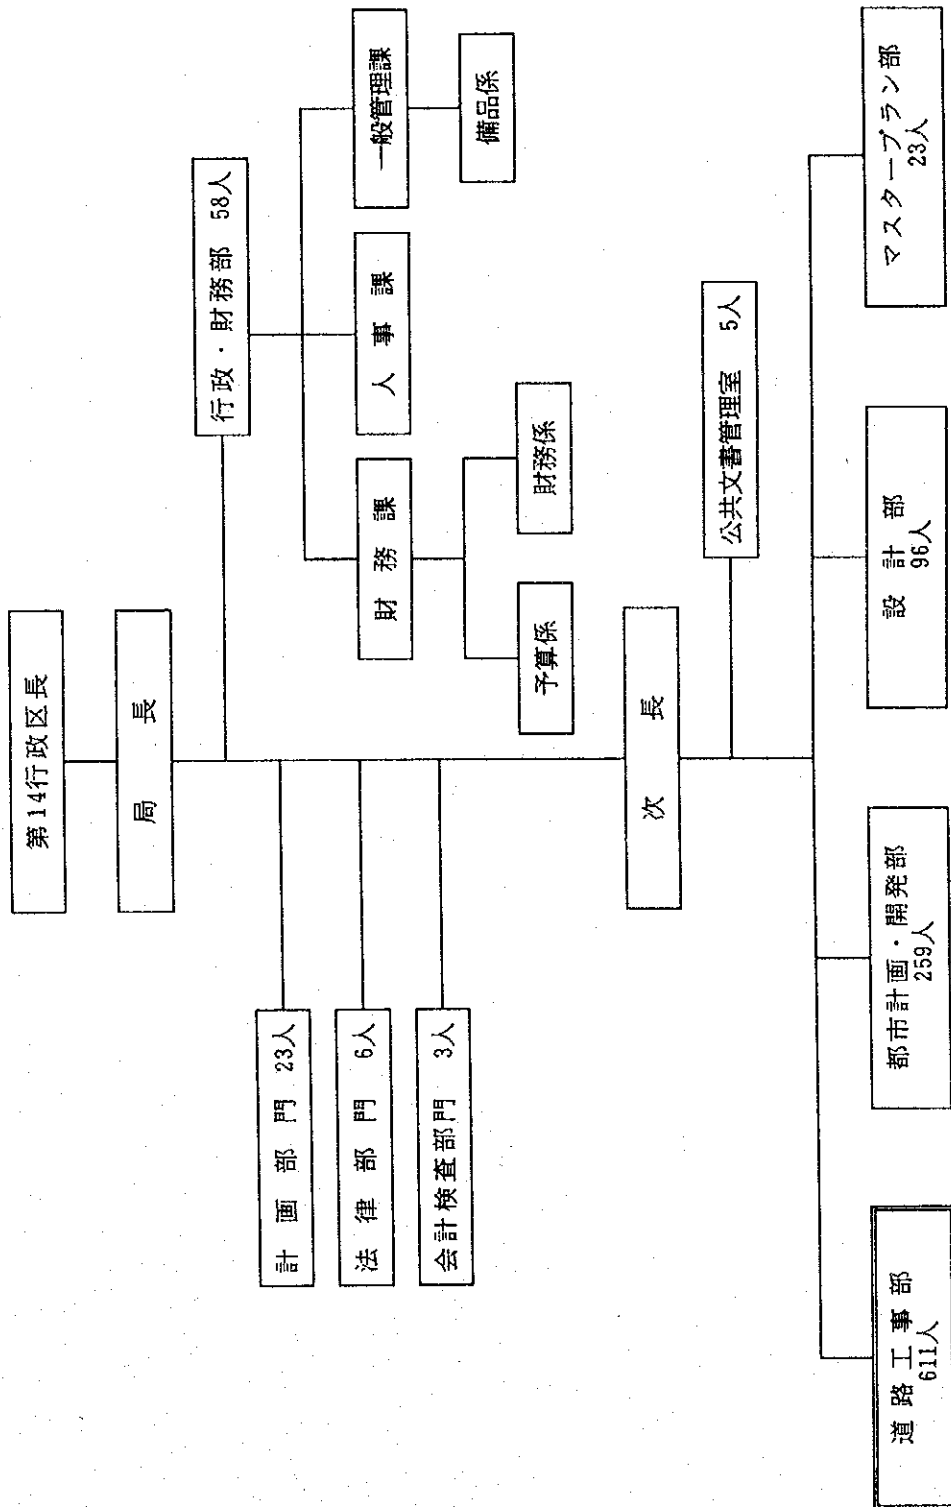 第14行政区長
局長
行政・財務部 58人
計画部門 23人
法律部門 6人
会計検査部門 3人
財務課
人事課
一般管理課
予算係
財務係
備品係
次長
公共文書管理室 5人
道路工事部
611人
都市計画・開発部
259人
設計部
96人
マスタープラン部
23人